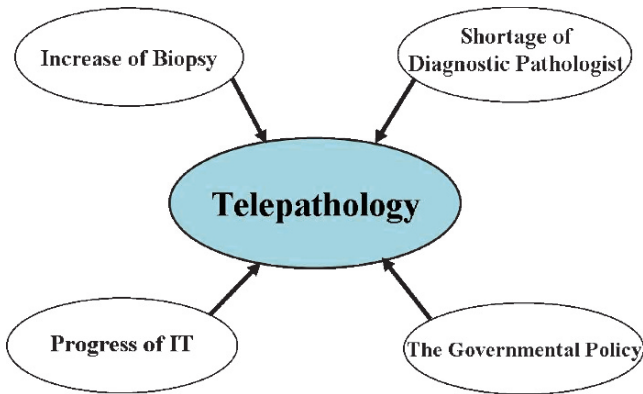 Increase of Biopsy
Shortage of
Diagnostic Pathologist
Telepathology
Progress of IT
The Governmental Policy